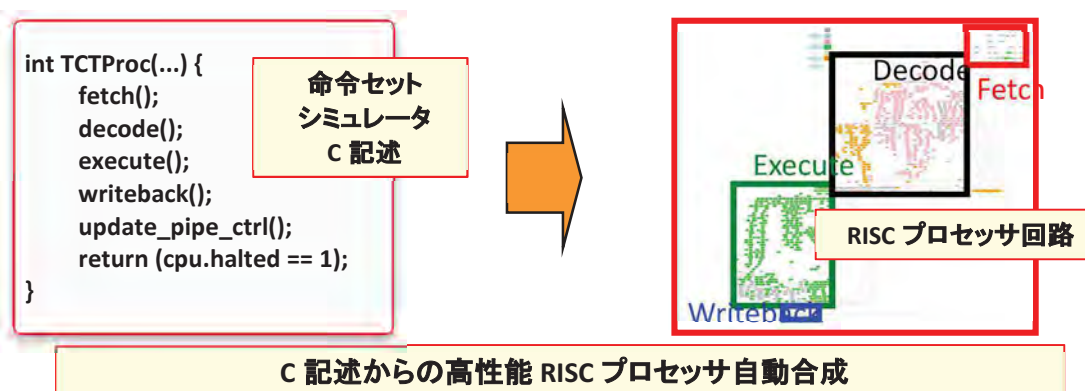 int TCTProc(...) {
fetch();
decode();
execute();
writeback();
update_pipe_ctrl();
return (cpu.halted == 1);
}
命令セット
シミュレータ
C 記述
Decode
Fetch
Execute
RISC プロセッサ回路
Writeback
C 記述からの高性能 RISC プロセッサ自動合成